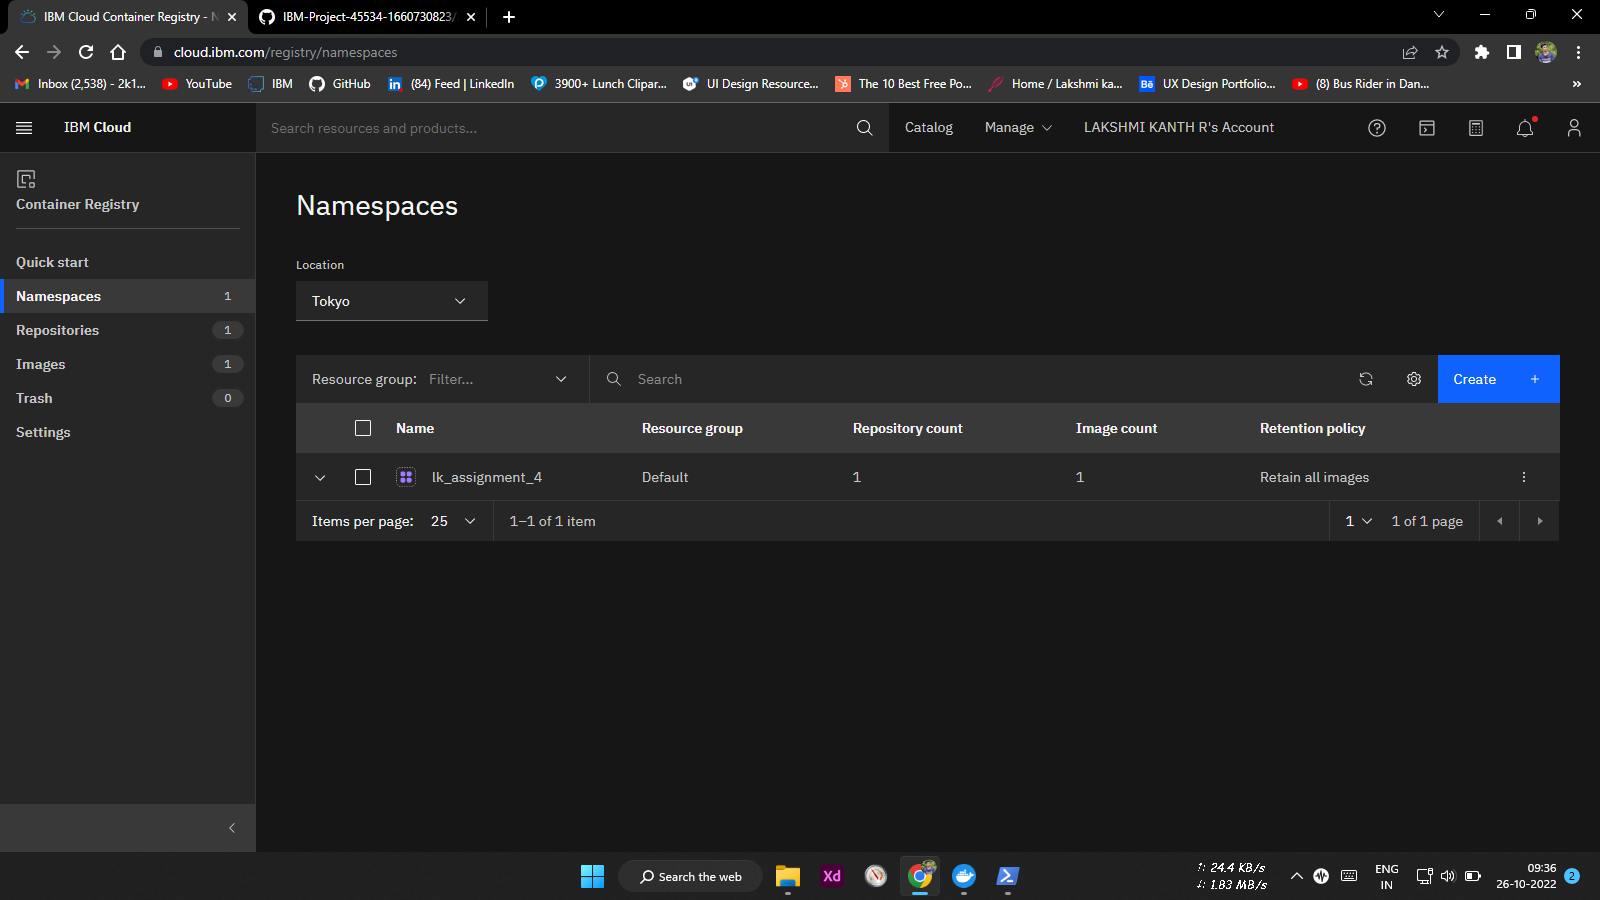 IBM Cloud Container Registry - N
IBM-Project-45534-1660730823/
cloud.ibm.com/registry/namespaces
Inbox (2,538) - 2k1...
YouTube
IBM
GitHub
(84) Feed | LinkedIn
3900+ Lunch Clipar...
UI Design Resource...
The 10 Best Free Po...
Home / Lakshmi ka...
UX Design Portfolio...
(8) Bus Rider in Dan...
»
IBM Cloud
Search resources and products...
Catalog
Manage
LAKSHMI KANTH R's Account
Container Registry
Quick start
Namespaces 1
Repositories 1
Images 1
Trash 0
Settings
Namespaces
Location
Tokyo
Resource group: Filter...
Search
Create +
Name Resource group Repository count Image count Retention policy
lk_assignment_4 Default 1 1 Retain all images
Items per page: 25 1–1 of 1 item 1 1 of 1 page
Search the web
Xd
↑: 24.4 KB/s
↓: 1.83 MB/s
ENG
IN
09:36
26-10-2022
2